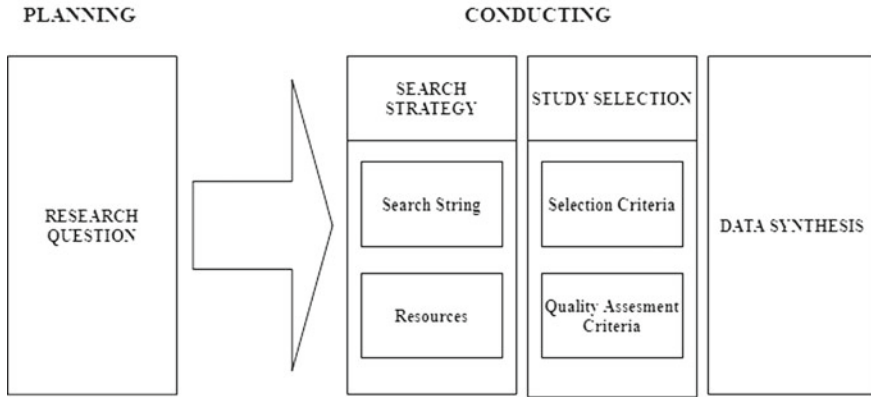 PLANNING
CONDUCTING
RESEARCH
QUESTION
SEARCH
STRATEGY
Search String
Resources
STUDY SELECTION
Selection Criteria
Quality Assesment
Criteria
DATA SYNTHESIS